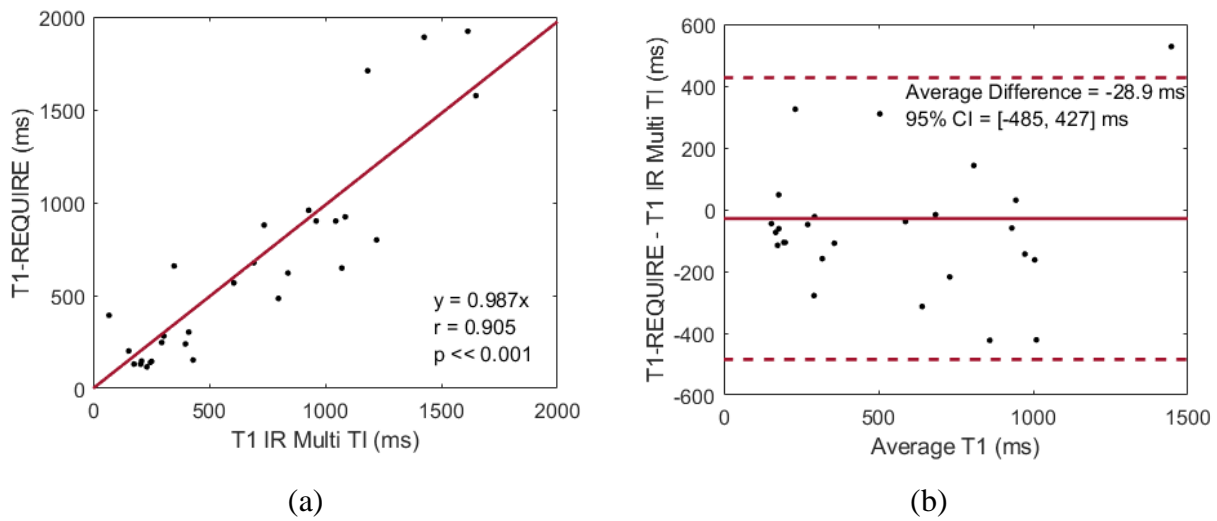 2000
1500
1000
500
0
T1-REQUIRE (ms)
y = 0.987x
r = 0.905
p << 0.001
0 500 1000 1500 2000
T1 IR Multi TI (ms)
(a)
600
400
200
0
-200
-400
-600
T1-REQUIRE - T1 IR Multi TI (ms)
Average Difference = -28.9 ms
95% CI = [-485, 427] ms
0 500 1000 1500
Average T1 (ms)
(b)